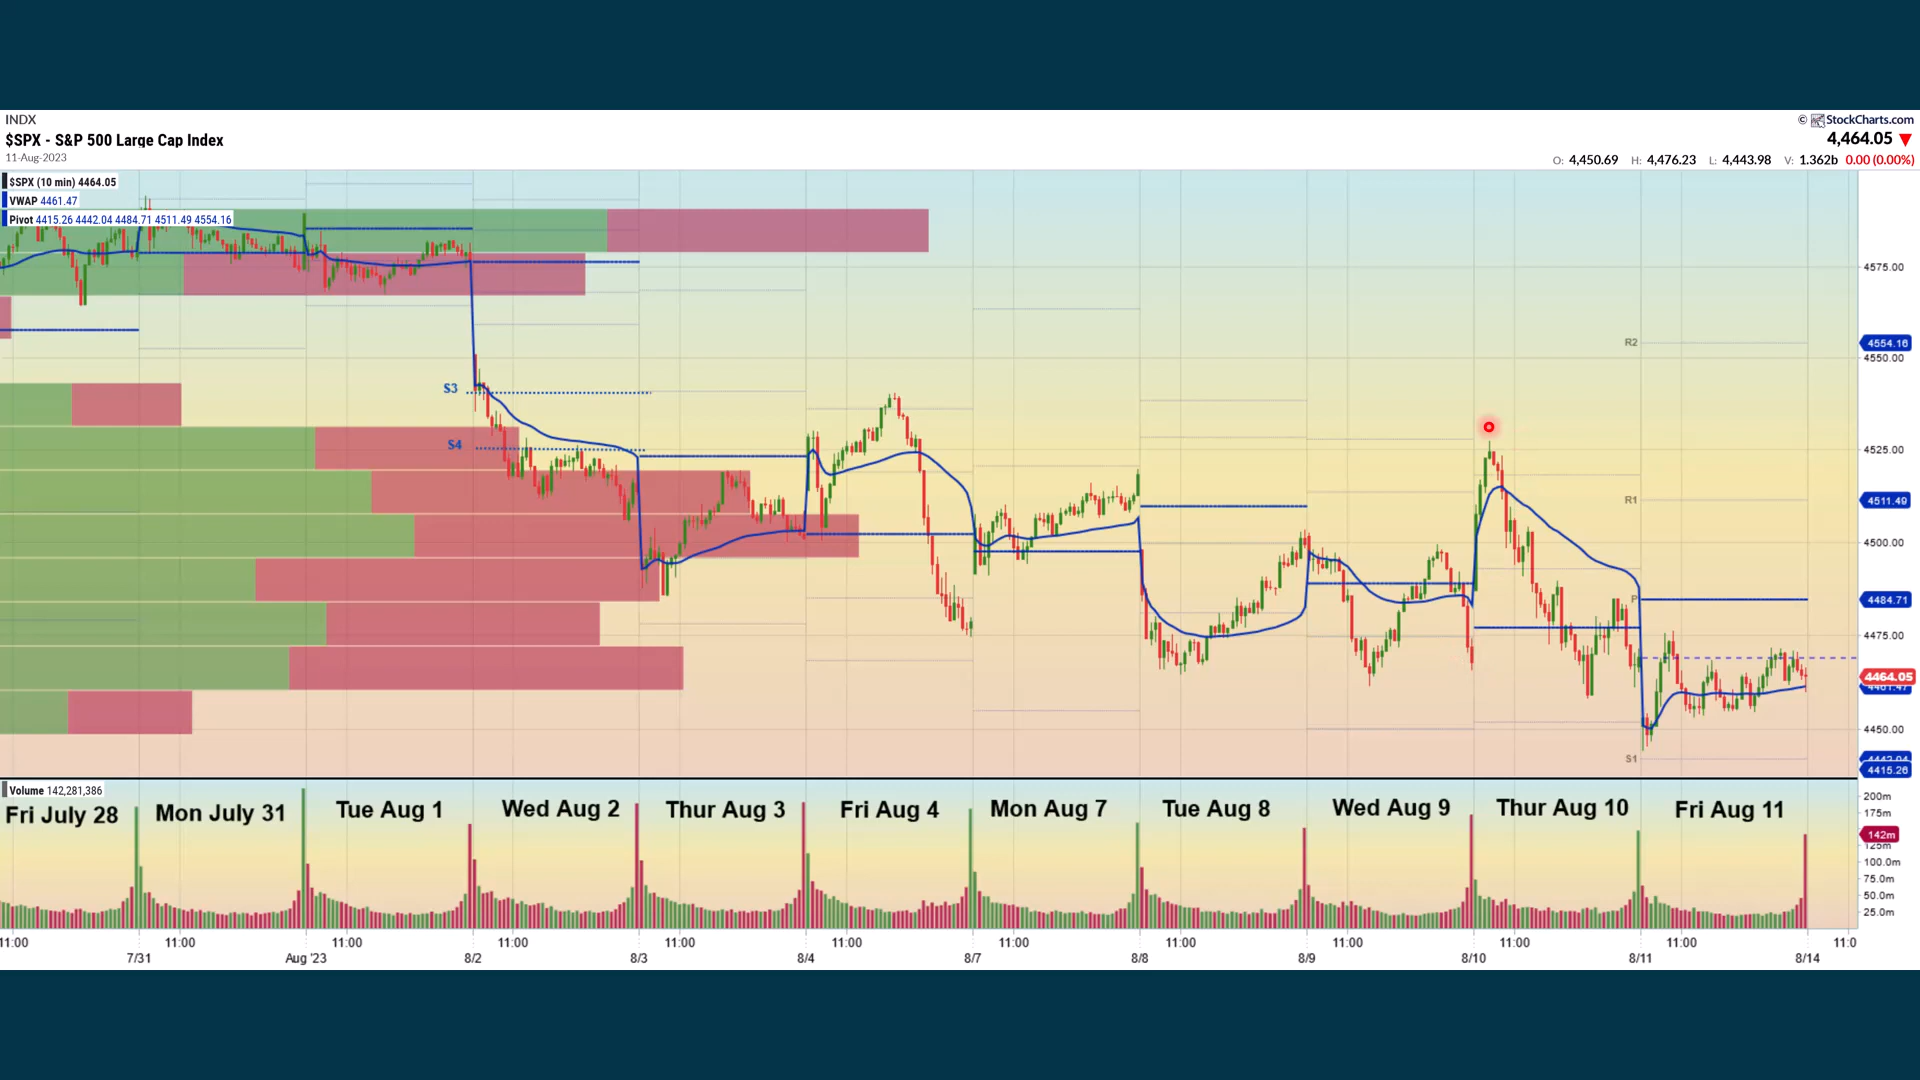 INDX
© StockCharts.com
$SPX - S&P 500 Large Cap Index
4,464.05
11-Aug-2023
O: 4,450.69 H: 4,476.23 L: 4,443.98 V: 1.362b 0.00 (0.00%)
$SPX (10 min) 4464.05
VWAP 4461.47
Pivot 4415.26 4442.04 4484.71 4511.49 4554.16
4575.00
R2
4554.16
4550.00
S3
S4
4525.00
R1
4511.49
4500.00
P
4484.71
4475.00
4464.05
4461.47
4450.00
S1
4442.04
4415.26
Volume 142,281,386
200m
175m
142m
125m
100.0m
75.0m
50.0m
25.0m
Fri July 28 Mon July 31 Tue Aug 1 Wed Aug 2 Thur Aug 3 Fri Aug 4 Mon Aug 7 Tue Aug 8 Wed Aug 9 Thur Aug 10 Fri Aug 11
11:00 11:00 11:00 11:00 11:00 11:00 11:00 11:00 11:00 11:00 11:00 11:0
7/31 Aug '23 8/2 8/3 8/4 8/7 8/8 8/9 8/10 8/11 8/14